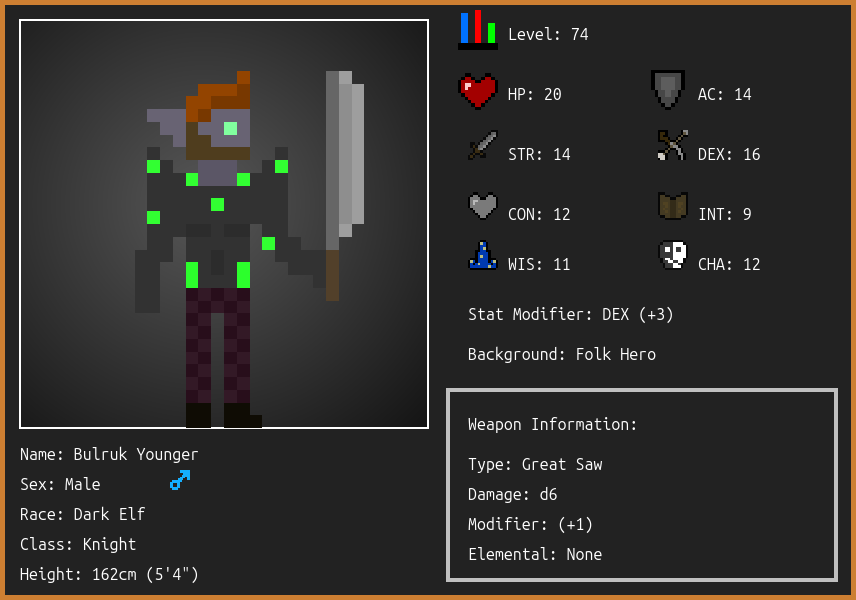 Level: 74
HP: 20
AC: 14
STR: 14
DEX: 16
CON: 12
INT: 9
WIS: 11
CHA: 12
Stat Modifier: DEX (+3)
Background: Folk Hero
Weapon Information:
Type: Great Saw
Damage: d6
Modifier: (+1)
Elemental: None
Name: Bulruk Younger
Sex: Male
Race: Dark Elf
Class: Knight
Height: 162cm (5'4")